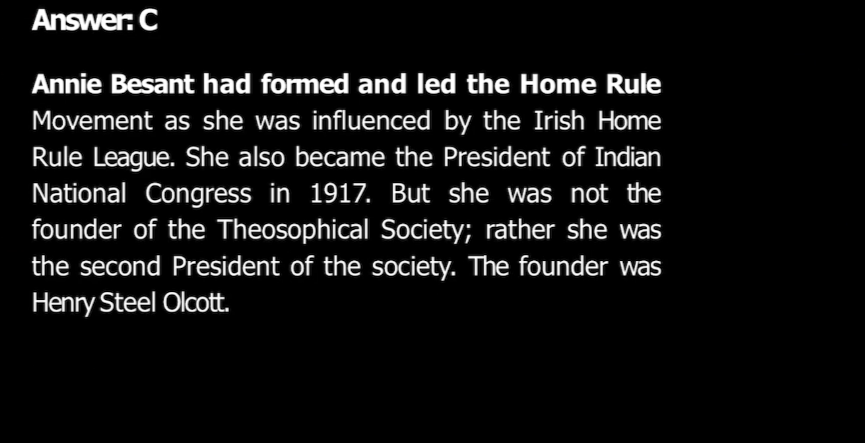 Answer: C
Annie Besant had formed and led the Home Rule
Movement as she was influenced by the Irish Home
Rule League. She also became the President of Indian
National Congress in 1917. But she was not the
founder of the Theosophical Society; rather she was
the second President of the society. The founder was
Henry Steel Olcott.